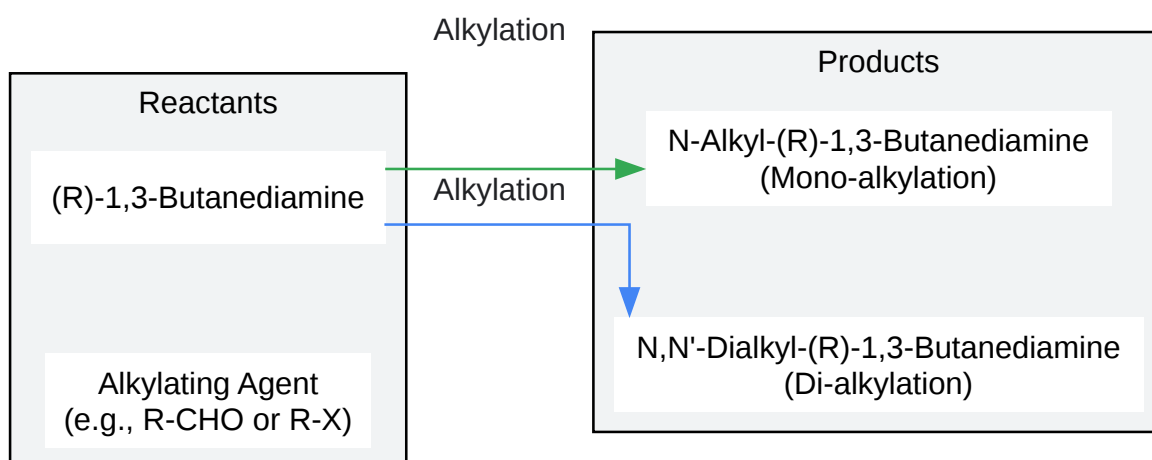 Alkylation
Products
Reactants
N-Alkyl-(R)-1,3-Butanediamine
(Mono-alkylation)
(R)-1,3-Butanediamine
Alkylation
N,N'-Dialkyl-(R)-1,3-Butanediamine
(Di-alkylation)
Alkylating Agent
(e.g., R-CHO or R-X)